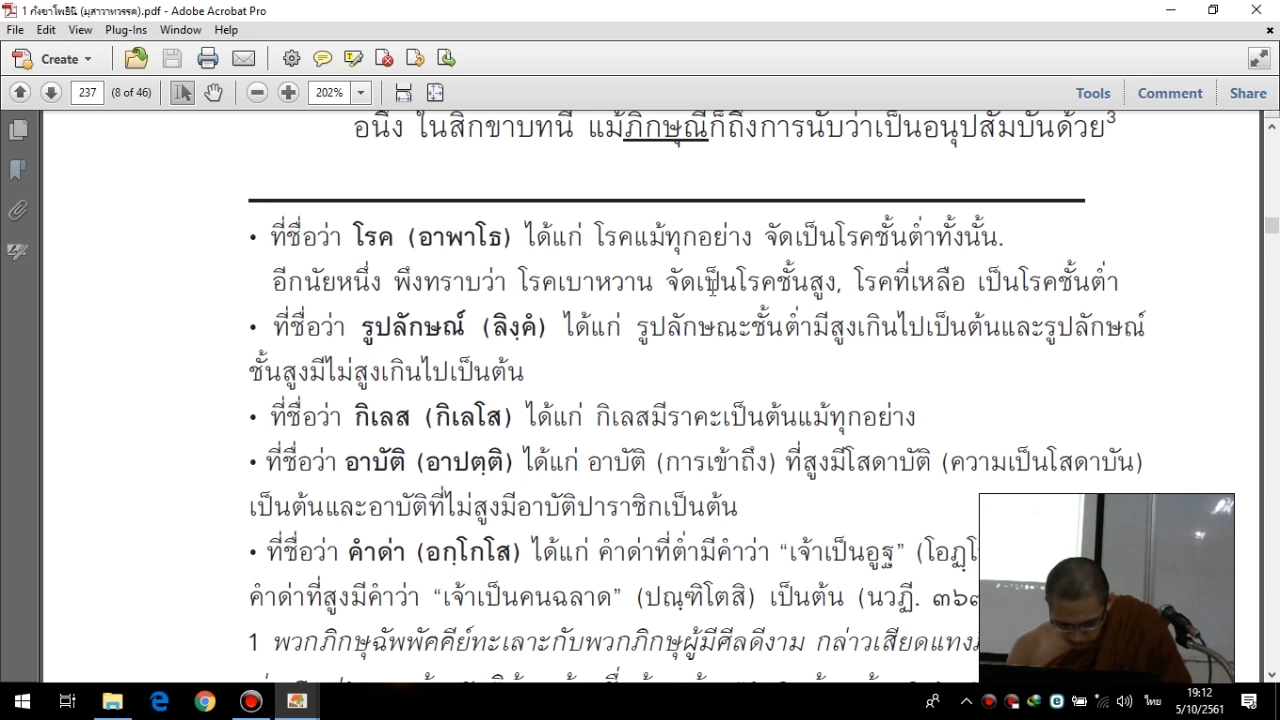 1 กังขาโพธินี (มุสาวาทวรรค).pdf - Adobe Acrobat Pro
File Edit View Plug-Ins Window Help
Create
237 (8 of 46) 202% Tools Comment Share
อนึ่ง ในสิกขาบทนี้ แม้ภิกษุณีก็ถึงการนับว่าเป็นอนุปสัมบันด้วย3
• ที่ชื่อว่า โรค (อาพาโธ) ได้แก่ โรคแม้ทุกอย่าง จัดเป็นโรคชั้นต่ำทั้งนั้น.
อีกนัยหนึ่ง พึงทราบว่า โรคเบาหวาน จัดเป็นโรคชั้นสูง, โรคที่เหลือ เป็นโรคชั้นต่ำ
• ที่ชื่อว่า รูปลักษณ์ (ลิงฺคํ) ได้แก่ รูปลักษณะชั้นต่ำมีสูงเกินไปเป็นต้นและรูปลักษณ์
ชั้นสูงมีไม่สูงเกินไปเป็นต้น
• ที่ชื่อว่า กิเลส (กิเลโส) ได้แก่ กิเลสมีราคะเป็นต้นแม้ทุกอย่าง
• ที่ชื่อว่า อาบัติ (อาปตฺติ) ได้แก่ อาบัติ (การเข้าถึง) ที่สูงมีโสดาบัติ (ความเป็นโสดาบัน)
เป็นต้นและอาบัติที่ไม่สูงมีอาบัติปาราชิกเป็นต้น
• ที่ชื่อว่า คำด่า (อกฺโกโส) ได้แก่ คำด่าที่ต่ำมีคำว่า “เจ้าเป็นอูฐ”
คำด่าที่สูงมีคำว่า “เจ้าเป็นคนฉลาด” (ปณฺฑิโตสิ) เป็นต้น (นวฏี.
1 พวกภิกษุฉัพพัคคีย์ทะเลาะกับพวกภิกษุผู้มีศีลดีงาม กล่าวเสียดแทง
ไทย 19:12
5/10/2561